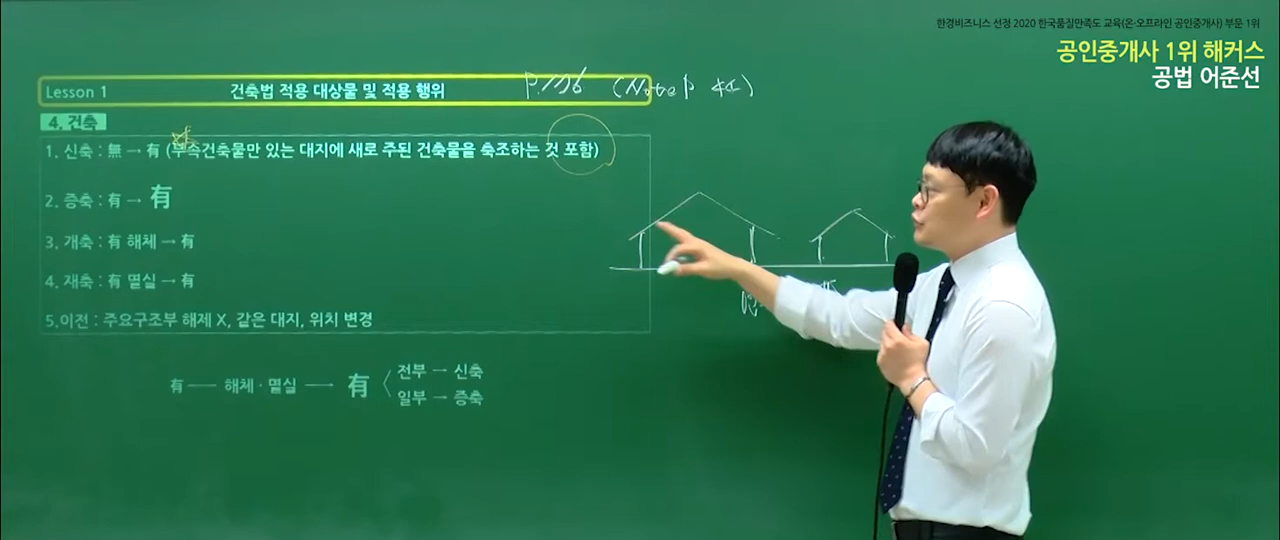 한경비즈니스 선정 2020 한국품질만족도 교육(온·오프라인 공인중개사) 부문 1위
공인중개사 1위 해커스
공법 어준선
Lesson 1 건축법 적용 대상물 및 적용 행위
4. 건축
1. 신축 : 無 → 有 (부속건축물만 있는 대지에 새로 주된 건축물을 축조하는 것 포함)
2. 증축 : 有 → 有
3. 개축 : 有 해체 → 有
4. 재축 : 有 멸실 → 有
5.이전 : 주요구조부 해제 X, 같은 대지, 위치 변경
有 ── 해체 · 멸실 ── 有 〈 전부 → 신축
일부 → 증축